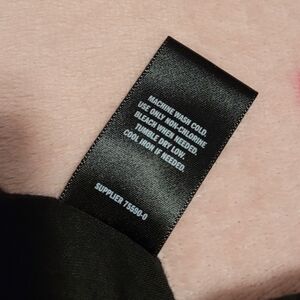 MACHINE WASH COLD.
USE ONLY NON-CHLORINE
BLEACH WHEN NEEDED.
TUMBLE DRY LOW.
COOL IRON IF NEEDED.
SUPPLIER 75590-0